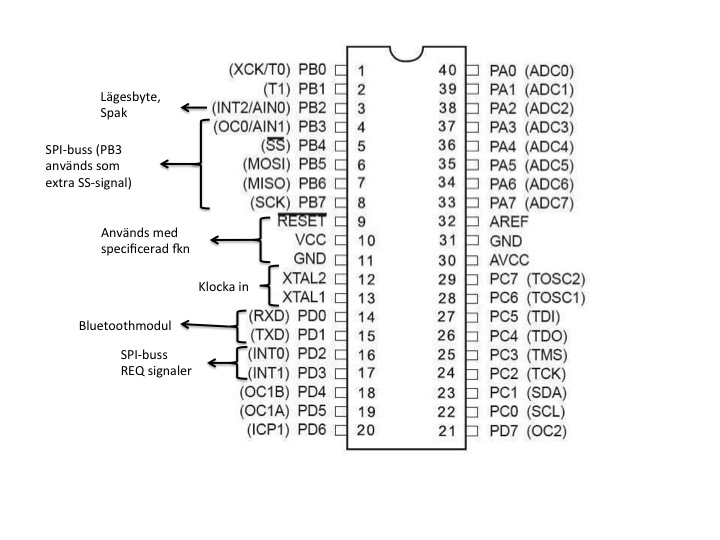 (XCK/T0) PB0 1 40 PA0 (ADC0)
(T1) PB1 2 39 PA1 (ADC1)
Lägesbyte,
Spak
(INT2/AIN0) PB2 3 38 PA2 (ADC2)
(OC0/AIN1) PB3 4 37 PA3 (ADC3)
SPI-buss (PB3
används som
extra SS-signal)
(SS) PB4 5 36 PA4 (ADC4)
(MOSI) PB5 6 35 PA5 (ADC5)
(MISO) PB6 7 34 PA6 (ADC6)
(SCK) PB7 8 33 PA7 (ADC7)
Används med
specificerad fkn
RESET 9 32 AREF
VCC 10 31 GND
GND 11 30 AVCC
Klocka in
XTAL2 12 29 PC7 (TOSC2)
XTAL1 13 28 PC6 (TOSC1)
Bluetoothmodul
(RXD) PD0 14 27 PC5 (TDI)
(TXD) PD1 15 26 PC4 (TDO)
SPI-buss
REQ signaler
(INT0) PD2 16 25 PC3 (TMS)
(INT1) PD3 17 24 PC2 (TCK)
(OC1B) PD4 18 23 PC1 (SDA)
(OC1A) PD5 19 22 PC0 (SCL)
(ICP1) PD6 20 21 PD7 (OC2)